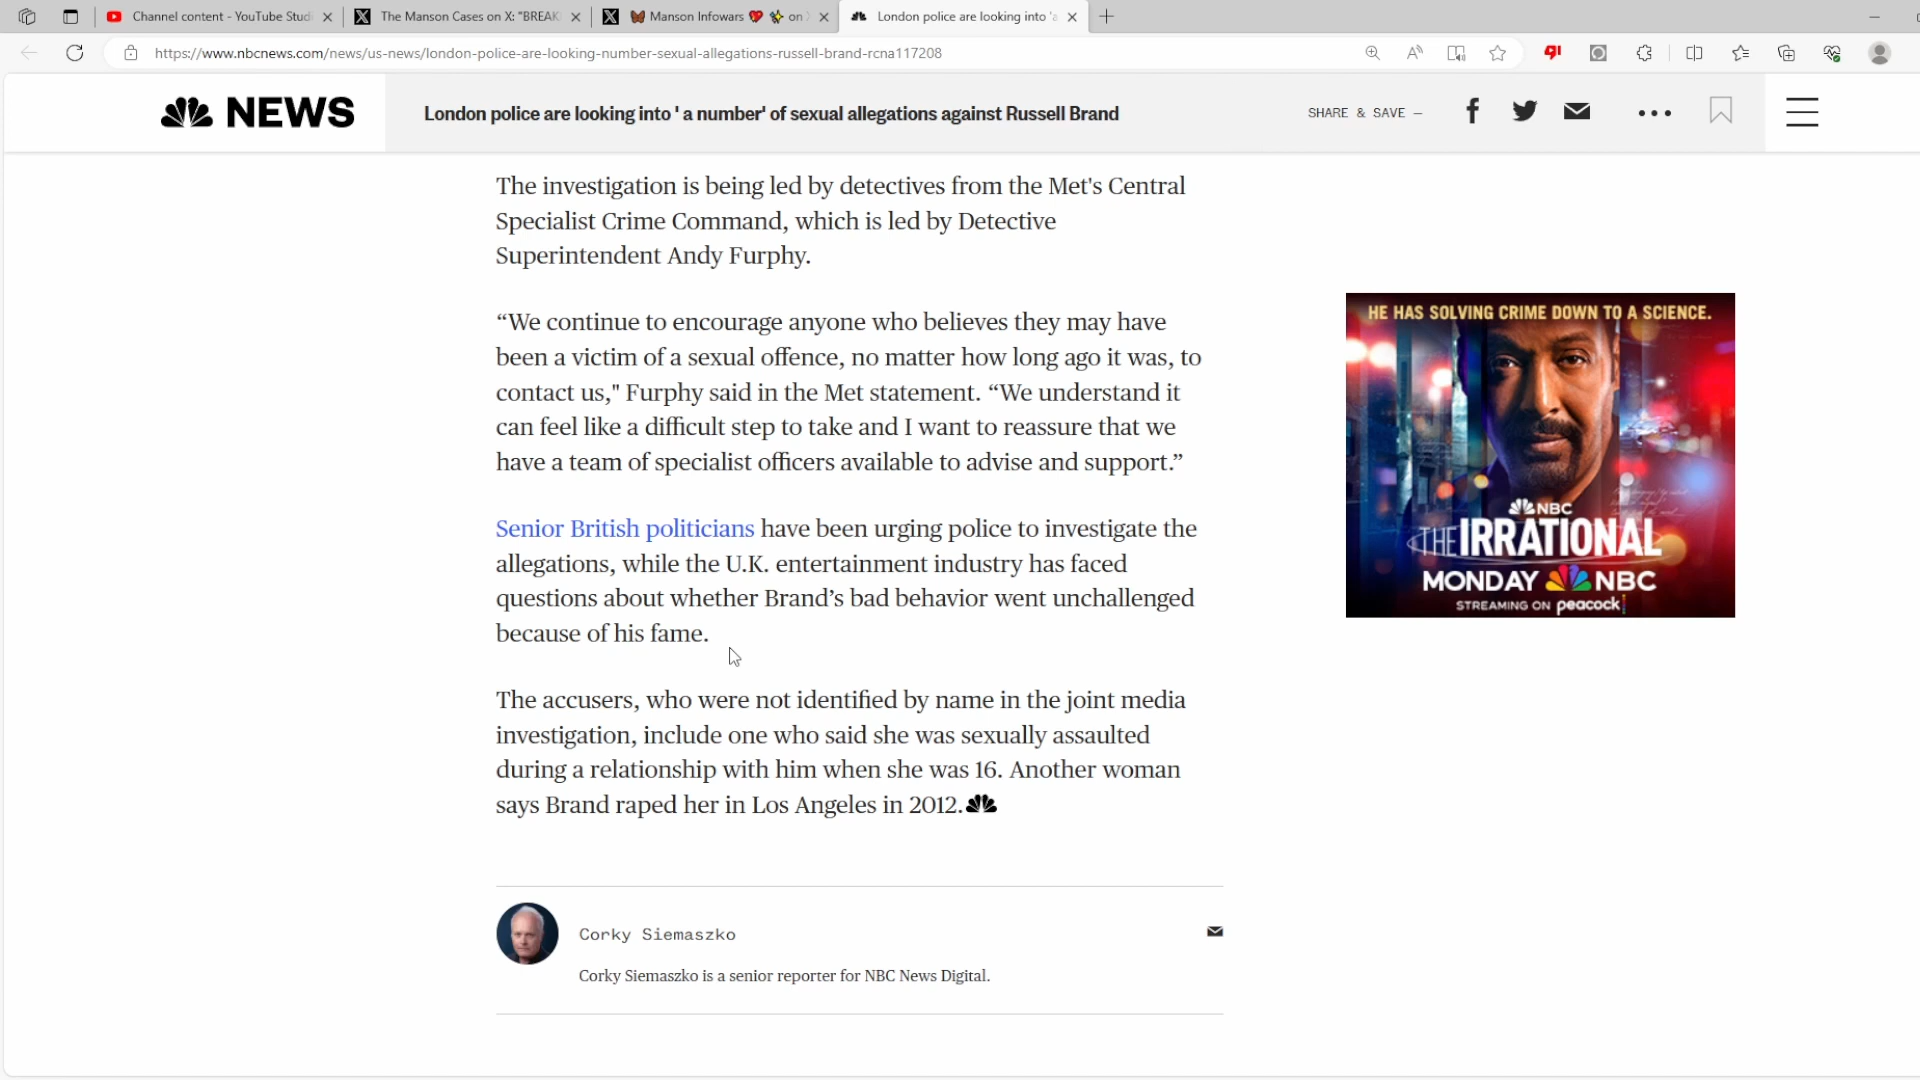 Channel content - YouTube Studi
The Manson Cases on X: "BREAK
Manson Infowars
on
London police are looking into 'a
https://www.nbcnews.com/news/us-news/london-police-are-looking-number-sexual-allegations-russell-brand-rcna117208
NEWS
London police are looking into ' a number' of sexual allegations against Russell Brand
SHARE & SAVE —
The investigation is being led by detectives from the Met's Central
Specialist Crime Command, which is led by Detective
Superintendent Andy Furphy.
“We continue to encourage anyone who believes they may have
been a victim of a sexual offence, no matter how long ago it was, to
contact us," Furphy said in the Met statement. “We understand it
can feel like a difficult step to take and I want to reassure that we
have a team of specialist officers available to advise and support.”
Senior British politicians have been urging police to investigate the
allegations, while the U.K. entertainment industry has faced
questions about whether Brand’s bad behavior went unchallenged
because of his fame.
The accusers, who were not identified by name in the joint media
investigation, include one who said she was sexually assaulted
during a relationship with him when she was 16. Another woman
says Brand raped her in Los Angeles in 2012.
HE HAS SOLVING CRIME DOWN TO A SCIENCE.
NBC
THE IRRATIONAL
MONDAY NBC
STREAMING ON peacock
Corky Siemaszko
Corky Siemaszko is a senior reporter for NBC News Digital.